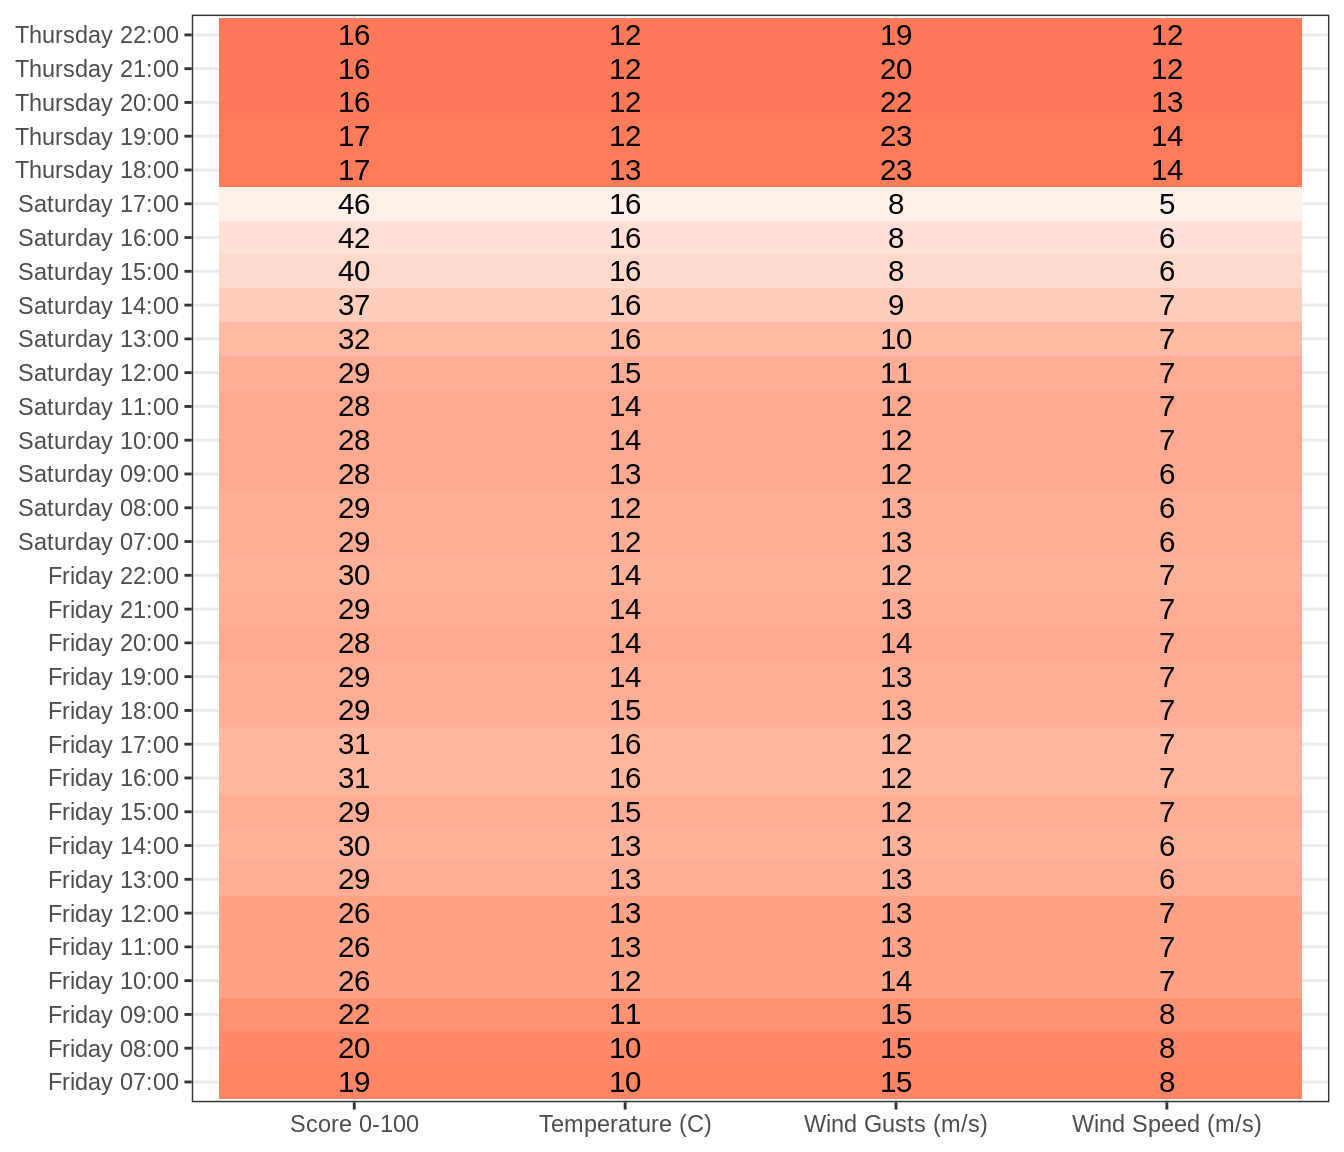 Thursday 22:00 16 12 19 12
Thursday 21:00 16 12 20 12
Thursday 20:00 16 12 22 13
Thursday 19:00 17 12 23 14
Thursday 18:00 17 13 23 14
Saturday 17:00 46 16 8 5
Saturday 16:00 42 16 8 6
Saturday 15:00 40 16 8 6
Saturday 14:00 37 16 9 7
Saturday 13:00 32 16 10 7
Saturday 12:00 29 15 11 7
Saturday 11:00 28 14 12 7
Saturday 10:00 28 14 12 7
Saturday 09:00 28 13 12 6
Saturday 08:00 29 12 13 6
Saturday 07:00 29 12 13 6
Friday 22:00 30 14 12 7
Friday 21:00 29 14 13 7
Friday 20:00 28 14 14 7
Friday 19:00 29 14 13 7
Friday 18:00 29 15 13 7
Friday 17:00 31 16 12 7
Friday 16:00 31 16 12 7
Friday 15:00 29 15 12 7
Friday 14:00 30 13 13 6
Friday 13:00 29 13 13 6
Friday 12:00 26 13 13 7
Friday 11:00 26 13 13 7
Friday 10:00 26 12 14 7
Friday 09:00 22 11 15 8
Friday 08:00 20 10 15 8
Friday 07:00 19 10 15 8
Score 0-100 Temperature (C) Wind Gusts (m/s) Wind Speed (m/s)